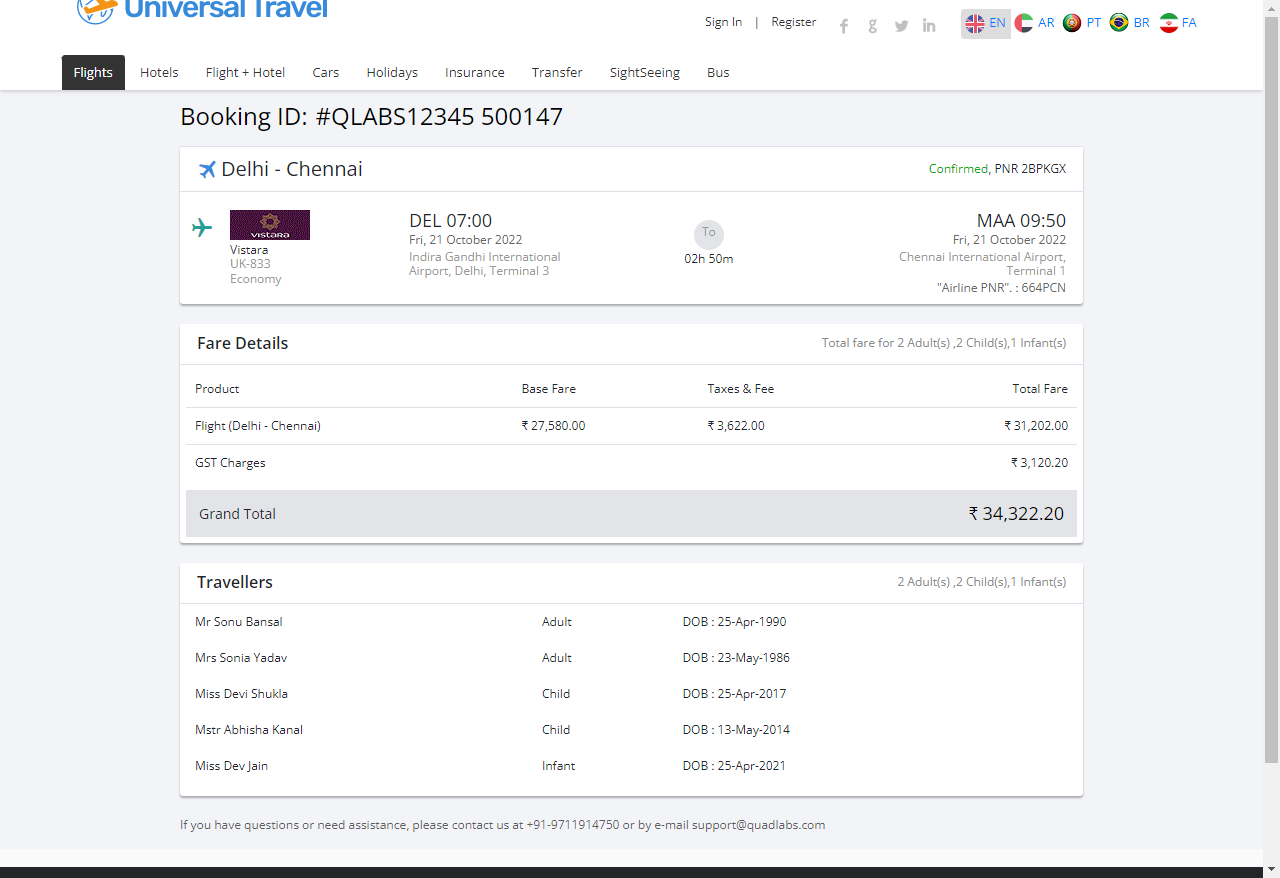 Universal Travel
Sign In | Register
EN AR PT BR FA
Flights Hotels Flight + Hotel Cars Holidays Insurance Transfer SightSeeing Bus
Booking ID: #QLABS12345 500147
Delhi - Chennai Confirmed, PNR 2BPKGX
VISTARA
Vistara
UK-833
Economy
DEL 07:00
Fri, 21 October 2022
Indira Gandhi International
Airport, Delhi, Terminal 3
To
02h 50m
MAA 09:50
Fri, 21 October 2022
Chennai International Airport,
Terminal 1
"Airline PNR". : 664PCN
Fare Details Total fare for 2 Adult(s) ,2 Child(s),1 Infant(s)
Product Base Fare Taxes & Fee Total Fare
Flight (Delhi - Chennai) ₹ 27,580.00 ₹ 3,622.00 ₹ 31,202.00
GST Charges ₹ 3,120.20
Grand Total ₹ 34,322.20
Travellers 2 Adult(s) ,2 Child(s),1 Infant(s)
Mr Sonu Bansal Adult DOB : 25-Apr-1990
Mrs Sonia Yadav Adult DOB : 23-May-1986
Miss Devi Shukla Child DOB : 25-Apr-2017
Mstr Abhisha Kanal Child DOB : 13-May-2014
Miss Dev Jain Infant DOB : 25-Apr-2021
If you have questions or need assistance, please contact us at +91-9711914750 or by e-mail support@quadlabs.com